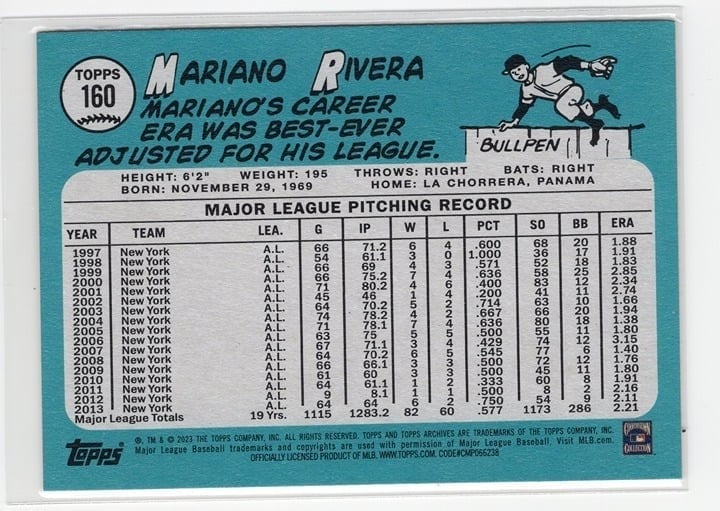 TOPPS
160
MARIANO RIVERA
MARIANO'S CAREER
ERA WAS BEST-EVER
ADJUSTED FOR HIS LEAGUE.
BULLPEN
HEIGHT: 6'2" WEIGHT: 195 THROWS: RIGHT BATS: RIGHT
BORN: NOVEMBER 29, 1969 HOME: LA CHORRERA, PANAMA
MAJOR LEAGUE PITCHING RECORD
YEAR TEAM LEA. G IP W L PCT SO BB ERA
1997 New York A.L. 66 71.2 6 4 .600 68 20 1.88
1998 New York A.L. 54 61.1 3 0 1.000 36 17 1.91
1999 New York A.L. 66 69 4 3 .571 52 18 1.83
2000 New York A.L. 66 75.2 7 4 .636 58 25 2.85
2001 New York A.L. 71 80.2 4 6 .400 83 12 2.34
2002 New York A.L. 45 46 1 4 .200 41 11 2.74
2003 New York A.L. 64 70.2 5 2 .714 63 10 1.66
2004 New York A.L. 74 78.2 4 2 .667 66 20 1.94
2005 New York A.L. 71 78.1 7 4 .636 80 18 1.38
2006 New York A.L. 63 75 5 5 .500 55 11 1.80
2007 New York A.L. 67 71.1 3 4 .429 74 12 3.15
2008 New York A.L. 64 70.2 6 5 .545 77 6 1.40
2009 New York A.L. 66 66.1 3 3 .500 72 12 1.76
2010 New York A.L. 61 60 3 3 .500 45 11 1.80
2011 New York A.L. 64 61.1 1 2 .333 60 8 1.91
2012 New York A.L. 9 8.1 1 1 .500 8 2 2.16
2013 New York A.L. 64 64 6 2 .750 54 9 2.11
Major League Totals 19 Yrs. 1115 1283.2 82 60 .577 1173 286 2.21
Topps
®, TM & © 2023 THE TOPPS COMPANY, INC. ALL RIGHTS RESERVED. TOPPS AND TOPPS ARCHIVES ARE TRADEMARKS OF THE TOPPS COMPANY, INC.
Major League Baseball trademarks and copyrights are used with permission of Major League Baseball. Visit MLB.com.
OFFICIALLY LICENSED PRODUCT OF MLB. WWW.TOPPS.COM. CODE#CMP066238
COOPERSTOWN
COLLECTION